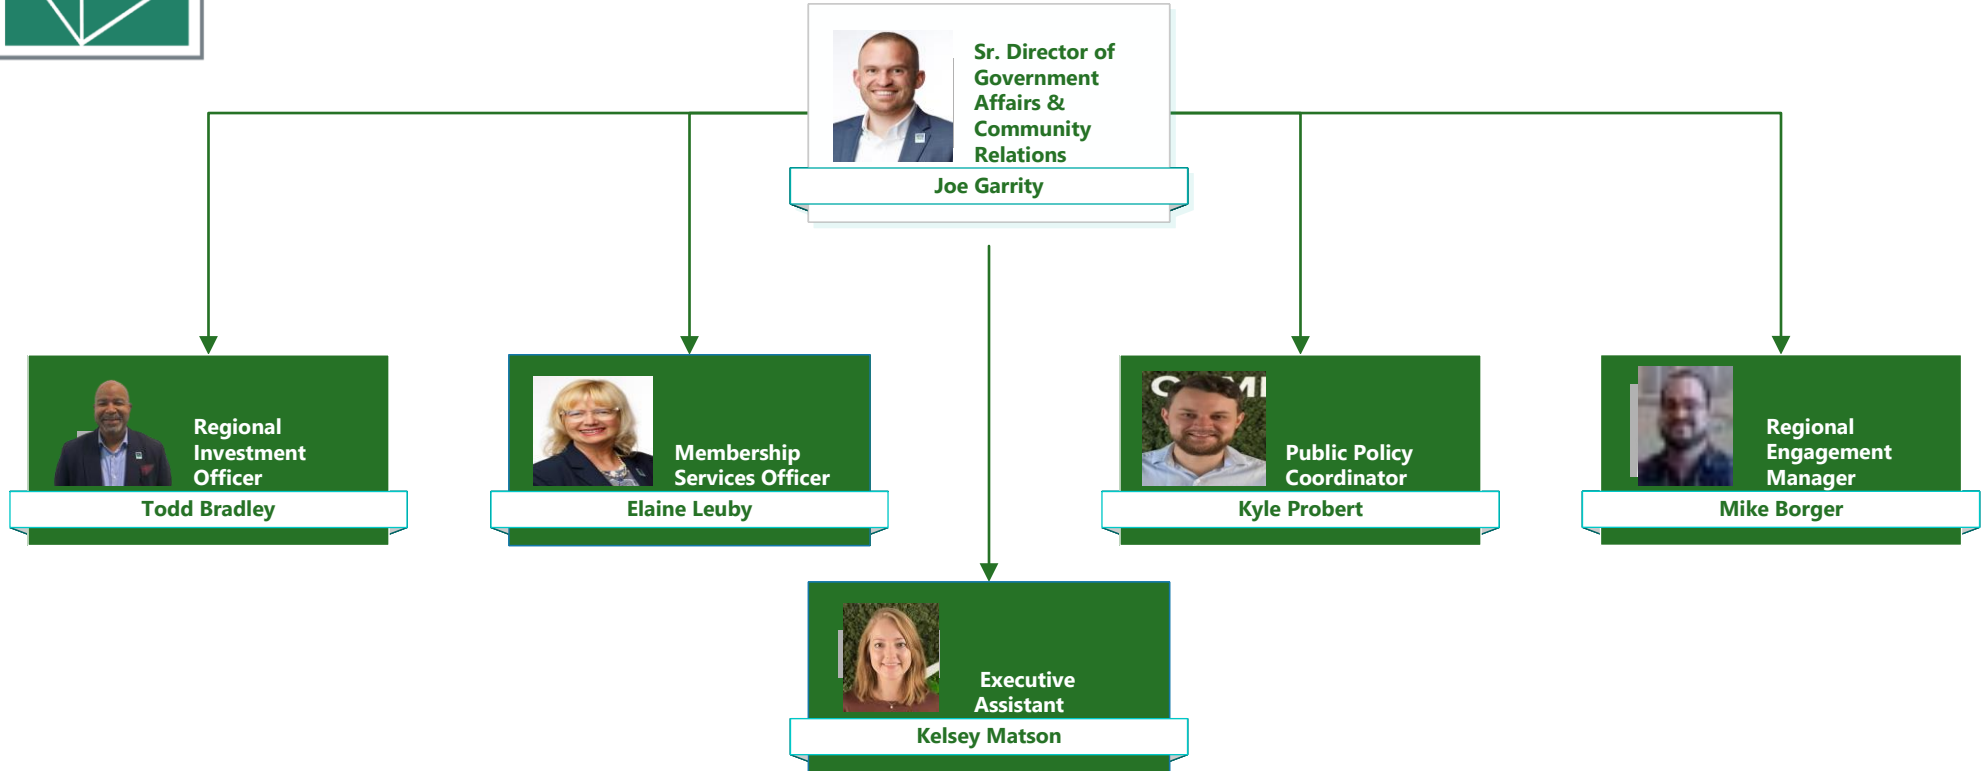 Sr. Director of
Government
Affairs &
Community
Relations
Joe Garrity
Regional
Investment
Officer
Todd Bradley
Membership
Services Officer
Elaine Leuby
Public Policy
Coordinator
Kyle Probert
Regional
Engagement
Manager
Mike Borger
Executive
Assistant
Kelsey Matson